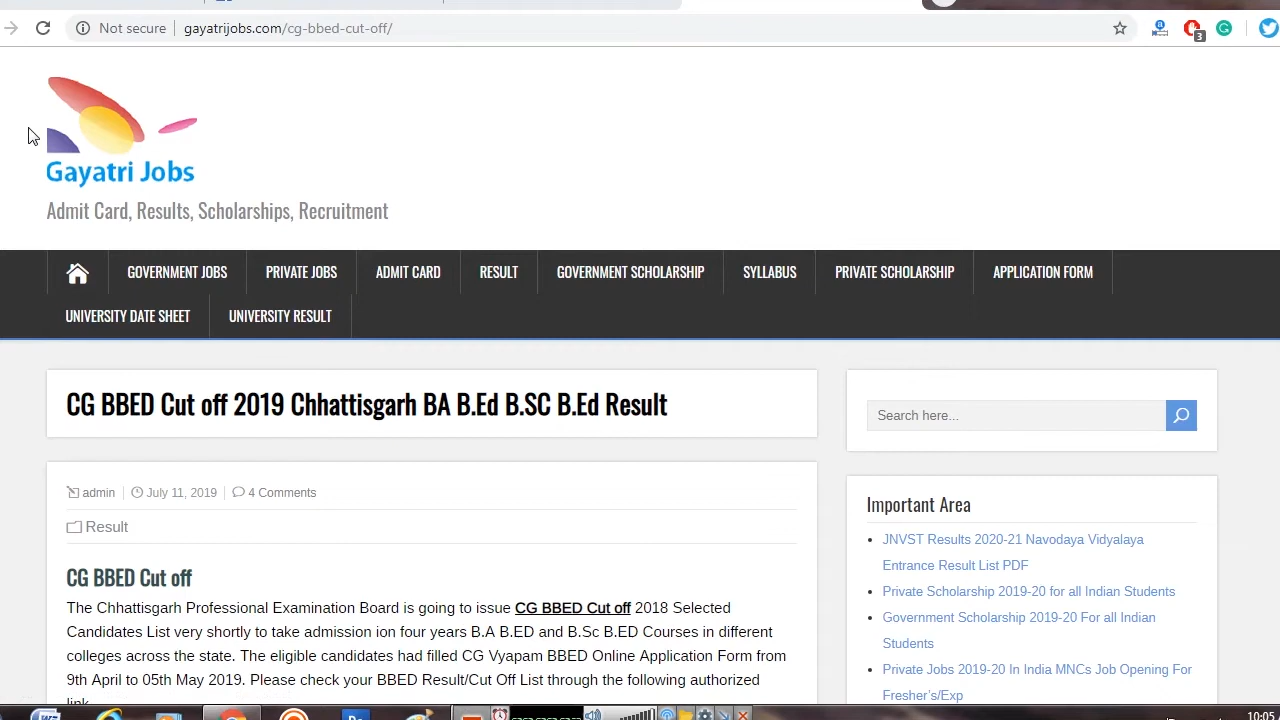 Not secure
gayatrijobs.com/cg-bbed-cut-off/
3
Gayatri Jobs
Admit Card, Results, Scholarships, Recruitment
GOVERNMENT JOBS
PRIVATE JOBS
ADMIT CARD
RESULT
GOVERNMENT SCHOLARSHIP
SYLLABUS
PRIVATE SCHOLARSHIP
APPLICATION FORM
UNIVERSITY DATE SHEET
UNIVERSITY RESULT
CG BBED Cut off 2019 Chhattisgarh BA B.Ed B.SC B.Ed Result
admin
July 11, 2019
4 Comments
Result
CG BBED Cut off
The Chhattisgarh Professional Examination Board is going to issue CG BBED Cut off 2018 Selected
Candidates List very shortly to take admission ion four years B.A B.ED and B.Sc B.ED Courses in different
colleges across the state. The eligible candidates had filled CG Vyapam BBED Online Application Form from
9th April to 05th May 2019. Please check your BBED Result/Cut Off List through the following authorized
link
Search here...
Important Area
JNVST Results 2020-21 Navodaya Vidyalaya
Entrance Result List PDF
Private Scholarship 2019-20 for all Indian Students
Government Scholarship 2019-20 For all Indian
Students
Private Jobs 2019-20 In India MNCs Job Opening For
Fresher's/Exp
10:05